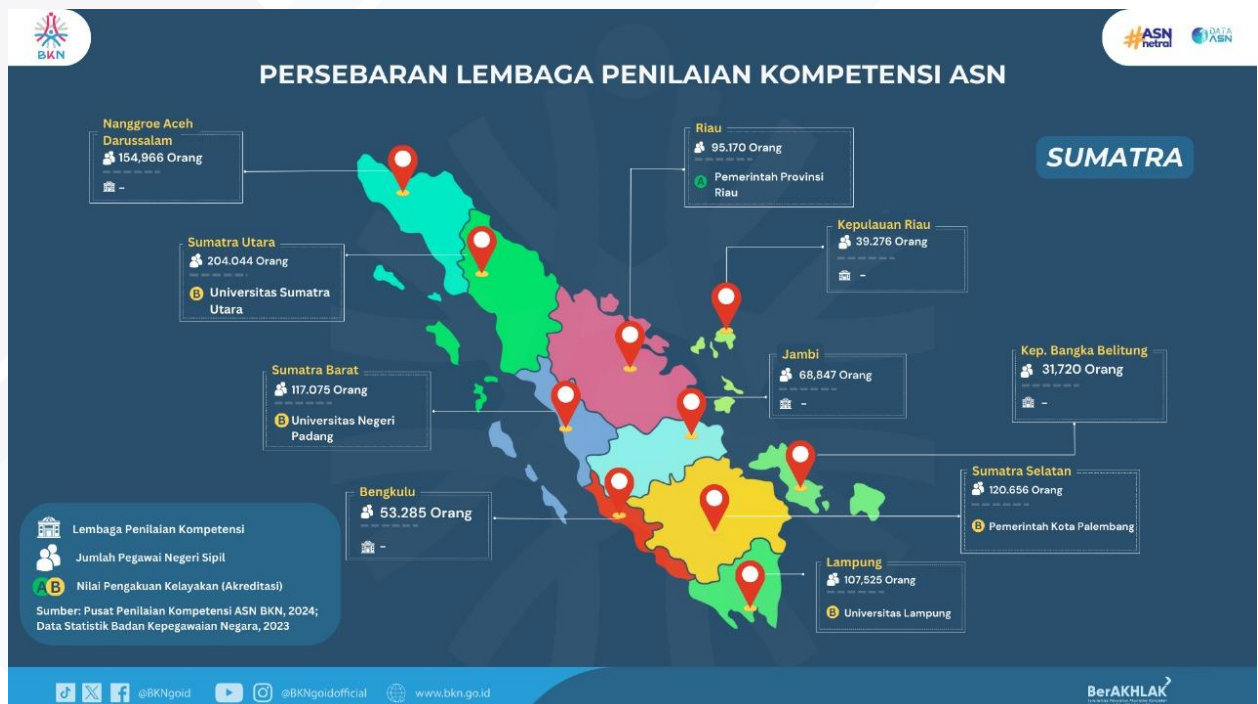 BKN
#ASN
netral
DATA
ASN
PERSEBARAN LEMBAGA PENILAIAN KOMPETENSI ASN
SUMATRA
Nanggroe Aceh
Darussalam
154,966 Orang
-
Sumatra Utara
204.044 Orang
B Universitas Sumatra
Utara
Sumatra Barat
117.075 Orang
B Universitas Negeri
Padang
Bengkulu
53.285 Orang
-
Riau
95.170 Orang
A Pemerintah Provinsi
Riau
Kepulauan Riau
39.276 Orang
-
Jambi
68,847 Orang
-
Kep. Bangka Belitung
31,720 Orang
-
Sumatra Selatan
120.656 Orang
B Pemerintah Kota Palembang
Lampung
107,525 Orang
B Universitas Lampung
Lembaga Penilaian Kompetensi
Jumlah Pegawai Negeri Sipil
A B Nilai Pengakuan Kelayakan (Akreditasi)
Sumber: Pusat Penilaian Kompetensi ASN BKN, 2024;
Data Statistik Badan Kepegawaian Negara, 2023
@BKNgoid
@BKNgoidofficial
www.bkn.go.id
BerAKHLAK